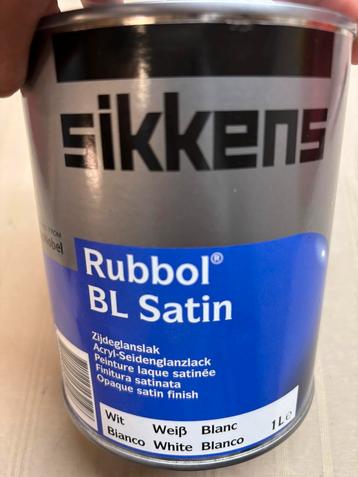 sikkens
FROM
Rubbol®
BL Satin
Zijdeglanslak
Acryl-Seidenglanzlack
Peinture laque satinée
Finitura satinata
Opaque satin finish
Wit Weiß Blanc
Bianco White Blanco
1L e